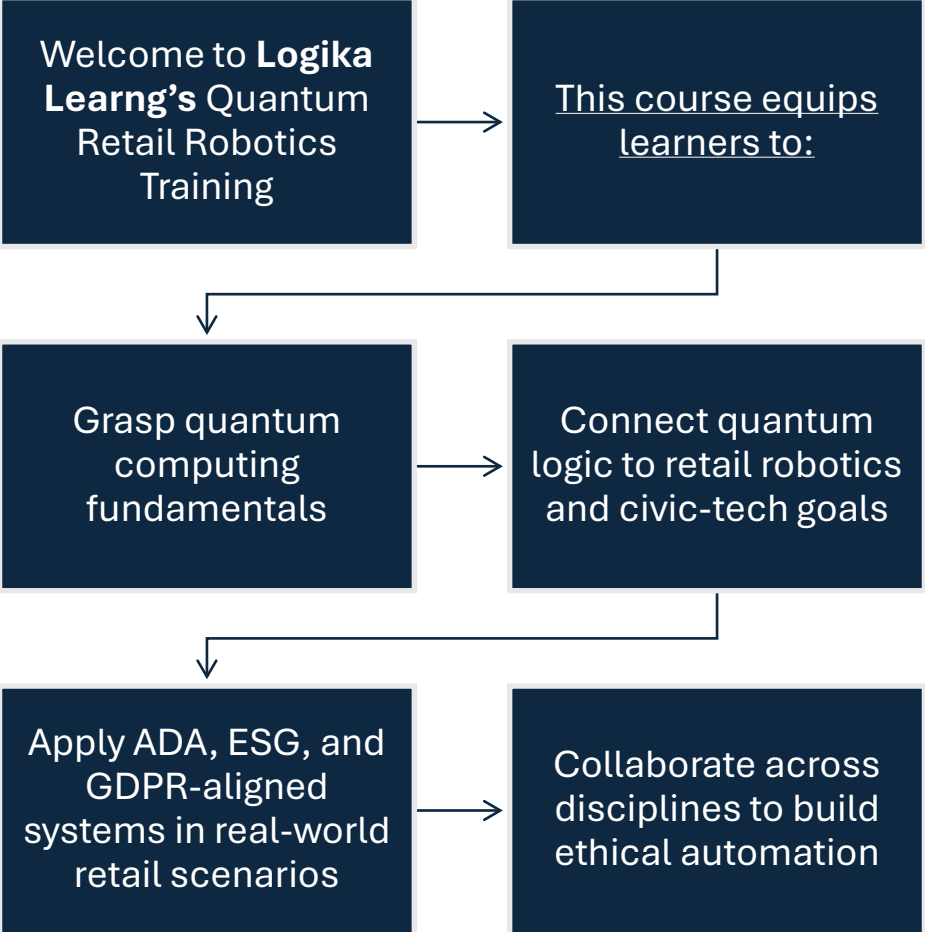 Welcome to Logika
Learng's Quantum
Retail Robotics
Training
This course equips
learners to:
Grasp quantum
computing
fundamentals
Connect quantum
logic to retail robotics
and civic-tech goals
Apply ADA, ESG, and
GDPR-aligned
systems in real-world
retail scenarios
Collaborate across
disciplines to build
ethical automation